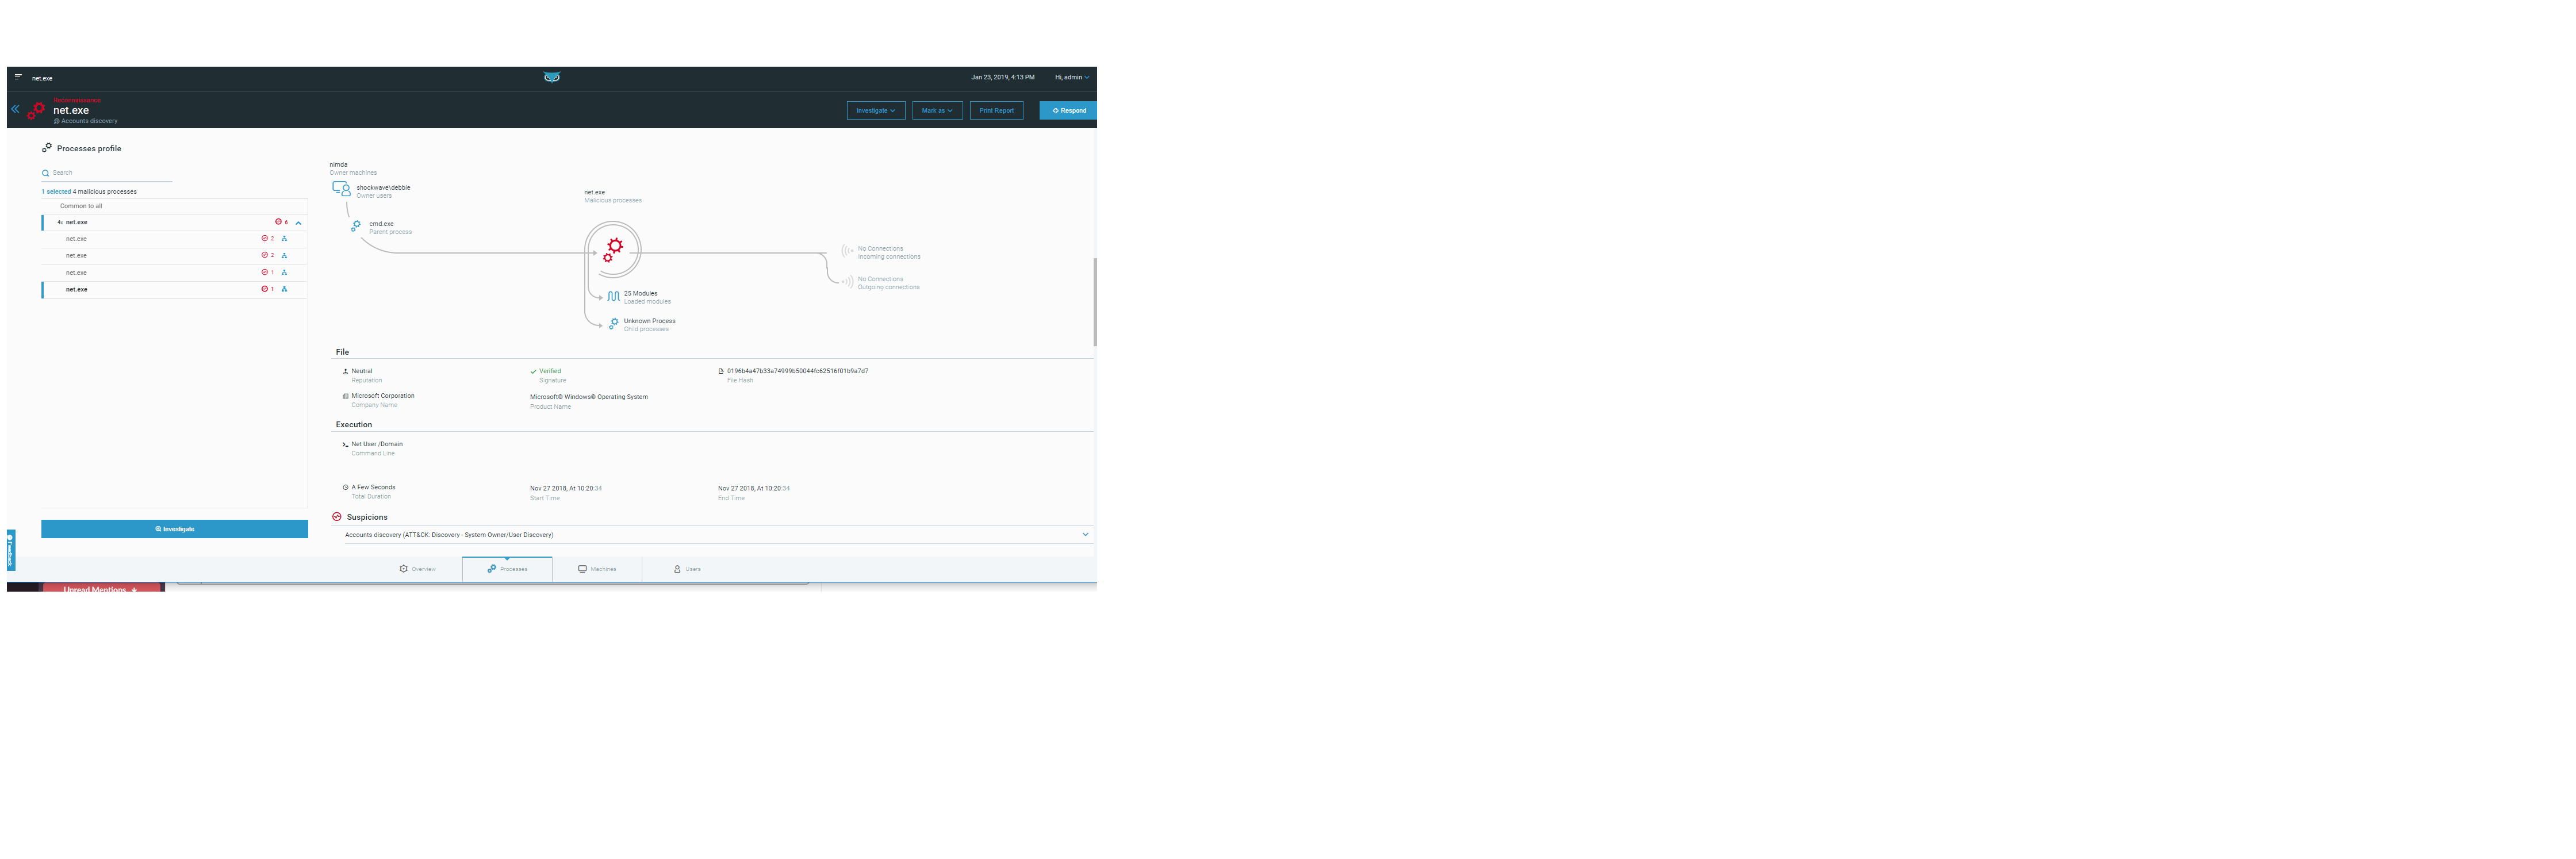 net.exe
Jan 23, 2019, 4:13 PM
Hi, admin
Reconnaissance
net.exe
Accounts discovery
Investigate
Mark as
Print Report
Respond
Processes profile
Search
1 selected 4 malicious processes
Common to all
4x net.exe 6
net.exe 2
net.exe 2
net.exe 1
net.exe 1
Investigate
Feedback
nimda
Owner machines
shockwave\debbie
Owner users
cmd.exe
Parent process
net.exe
Malicious processes
No Connections
Incoming connections
No Connections
Outgoing connections
25 Modules
Loaded modules
Unknown Process
Child processes
File
Neutral
Reputation
Verified
Signature
0196b4a47b33a74999b50044fc62516f01b9a7d7
File Hash
Microsoft Corporation
Company Name
Microsoft® Windows® Operating System
Product Name
Execution
Net User /Domain
Command Line
A Few Seconds
Total Duration
Nov 27 2018, At 10:20:34
Start Time
Nov 27 2018, At 10:20:34
End Time
Suspicions
Accounts discovery (ATT&CK: Discovery - System Owner/User Discovery)
Overview
Processes
Machines
Users
Unread Mentions